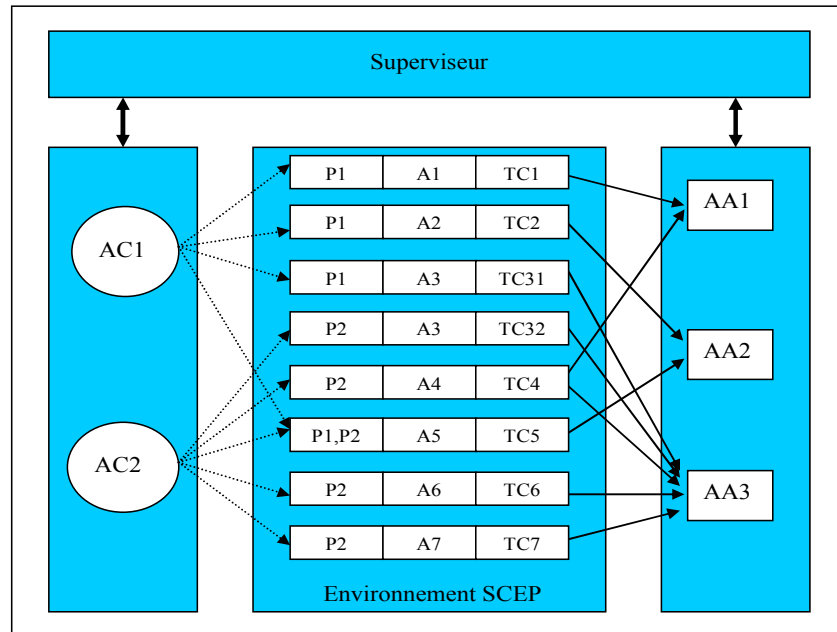 Superviseur
P1 A1 TC1
AA1
P1 A2 TC2
AC1
P1 A3 TC31
P2 A3 TC32
AA2
P2 A4 TC4
P1,P2 A5 TC5
AC2
P2 A6 TC6
AA3
P2 A7 TC7
Environnement SCEP